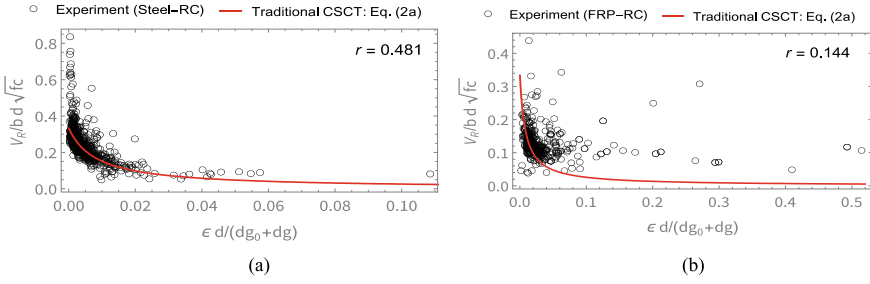 Experiment (Steel-RC) Traditional CSCT: Eq. (2a)
r = 0.481
V_R/b d √fc
0.8
0.6
0.4
0.2
0.0
0.00 0.02 0.04 0.06 0.08 0.10
ϵ d/(dg₀+dg)
(a)
Experiment (FRP-RC) Traditional CSCT: Eq. (2a)
r = 0.144
V_R/b d √fc
0.4
0.3
0.2
0.1
0.0
0.0 0.1 0.2 0.3 0.4 0.5
ϵ d/(dg₀+dg)
(b)